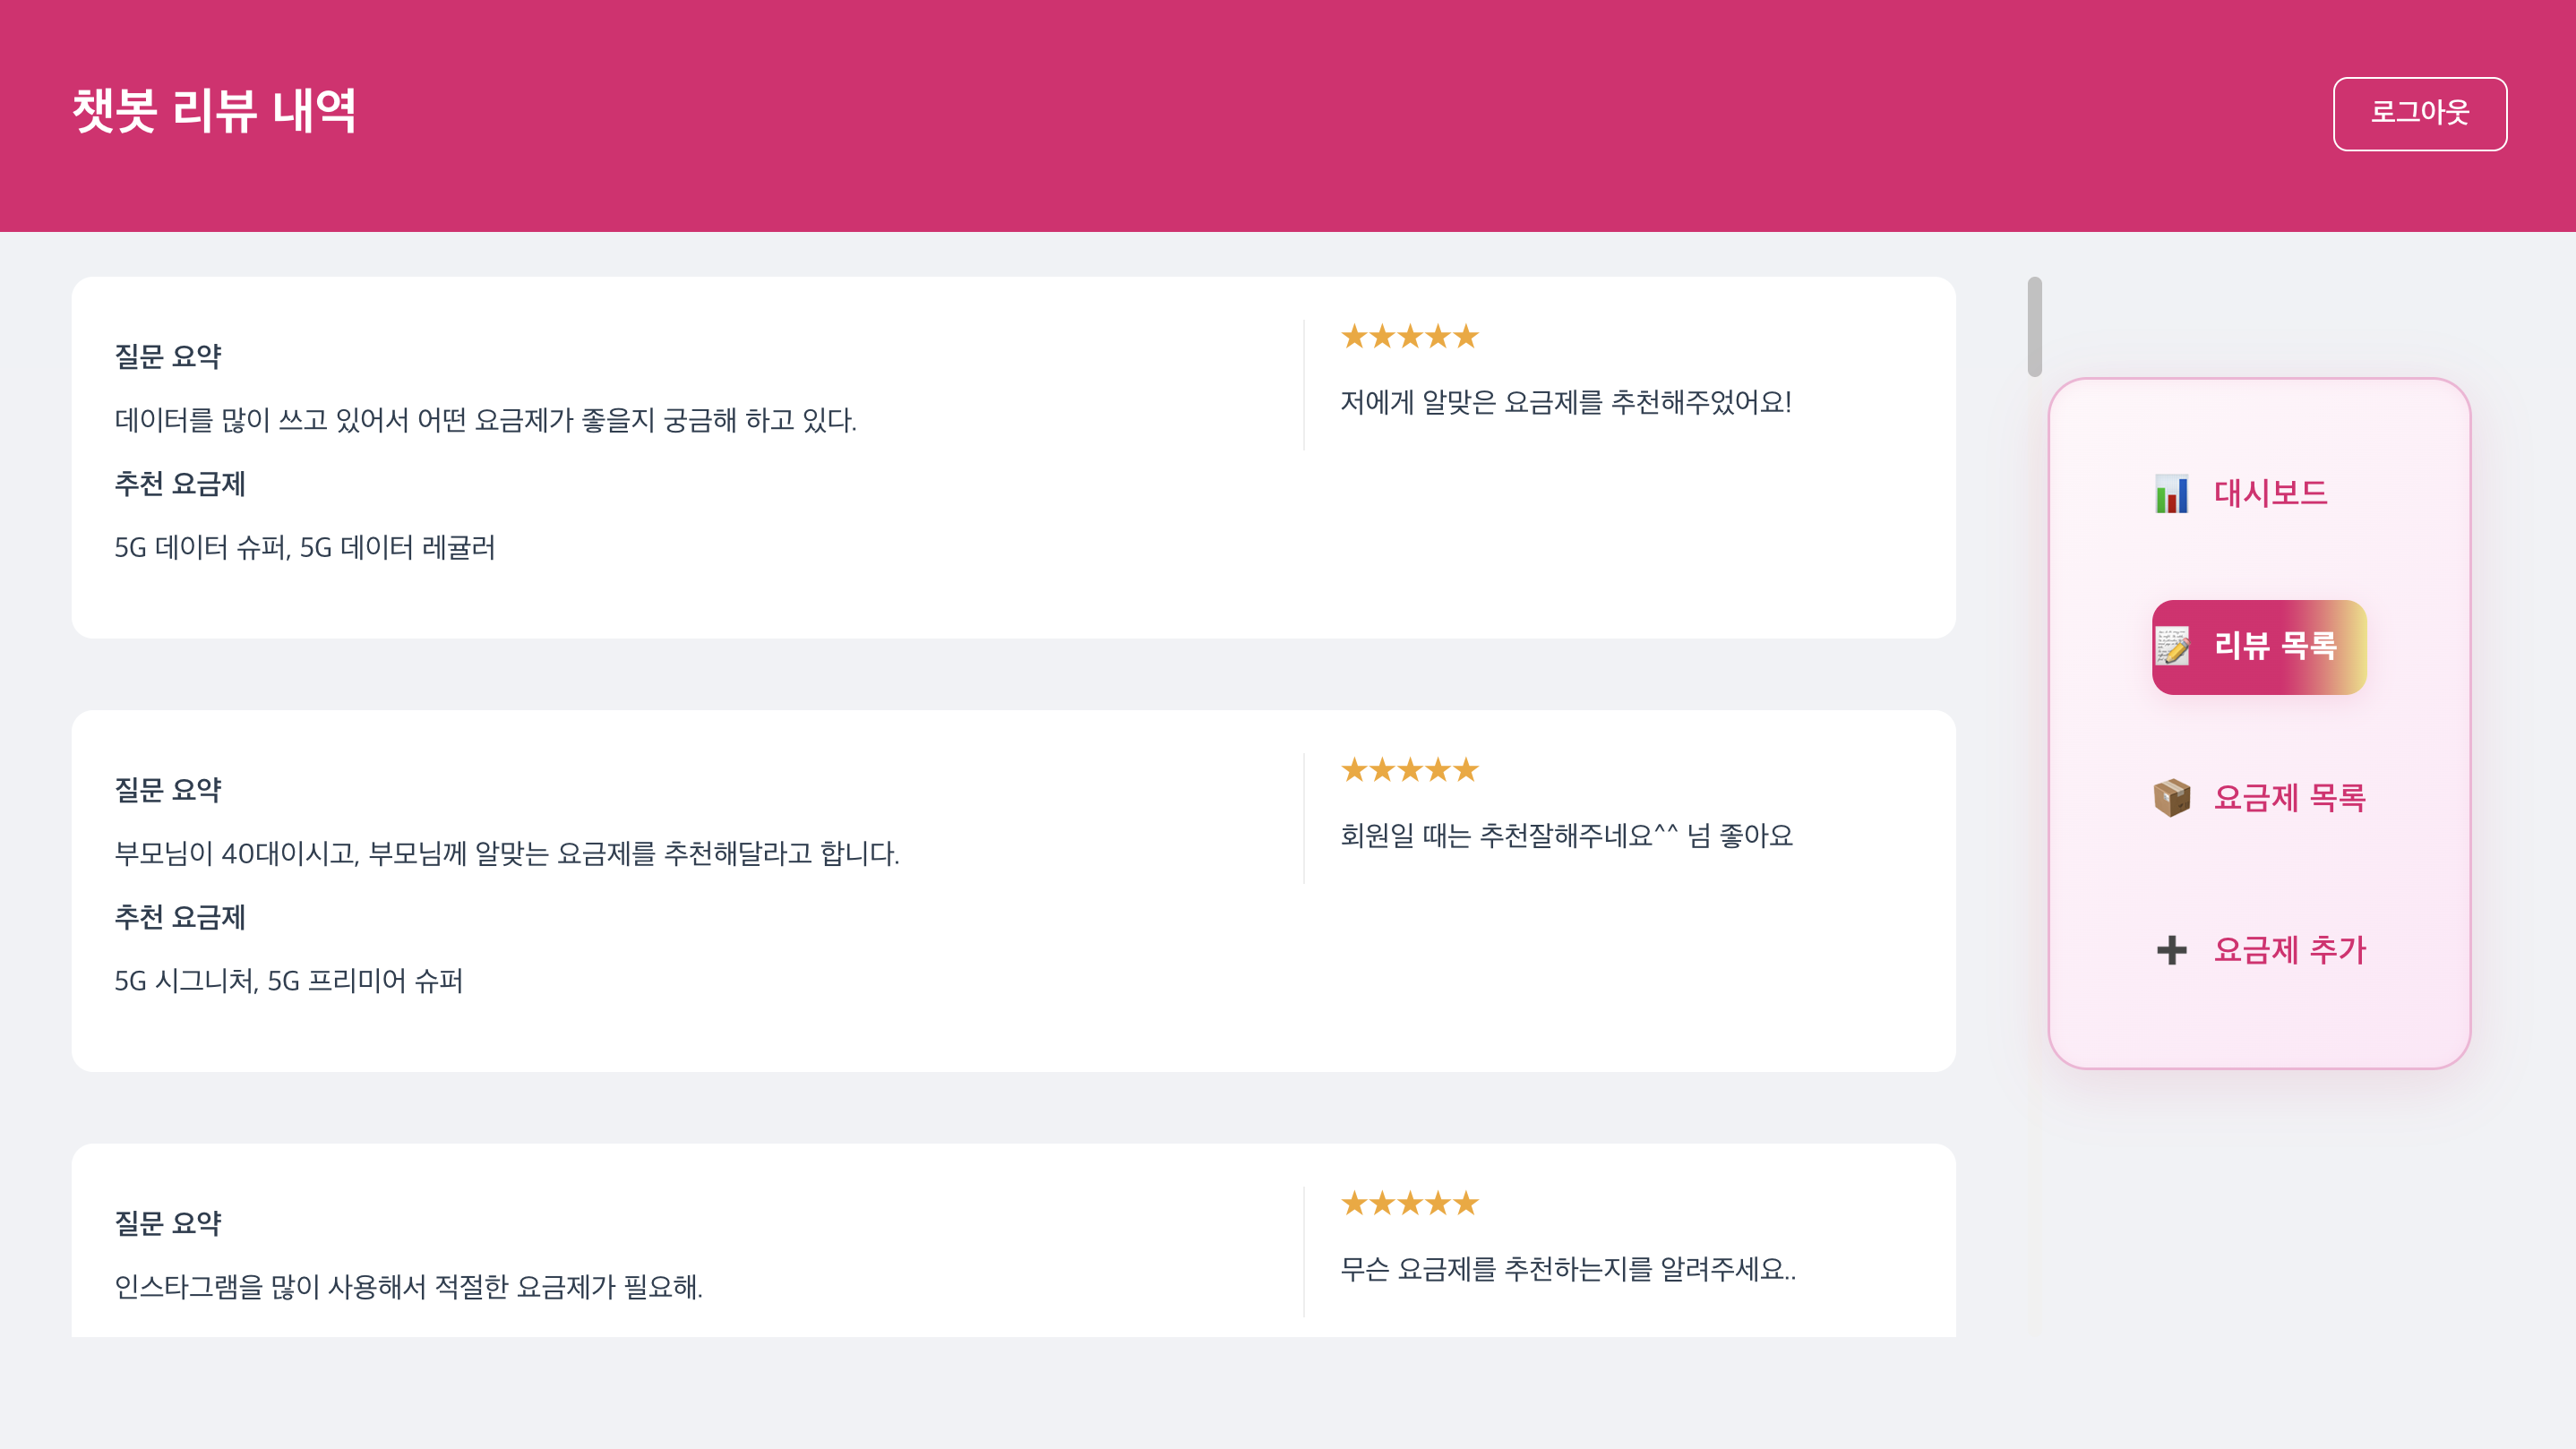 챗봇 리뷰 내역
로그아웃
질문 요약
데이터를 많이 쓰고 있어서 어떤 요금제가 좋을지 궁금해 하고 있다.
추천 요금제
5G 데이터 슈퍼, 5G 데이터 레귤러
★★★★★
저에게 알맞은 요금제를 추천해주었어요!
질문 요약
부모님이 40대이시고, 부모님께 알맞는 요금제를 추천해달라고 합니다.
추천 요금제
5G 시그니처, 5G 프리미어 슈퍼
★★★★★
회원일 때는 추천잘해주네요^^ 넘 좋아요
질문 요약
인스타그램을 많이 사용해서 적절한 요금제가 필요해.
★★★★★
무슨 요금제를 추천하는지를 알려주세요..
대시보드
리뷰 목록
요금제 목록
요금제 추가